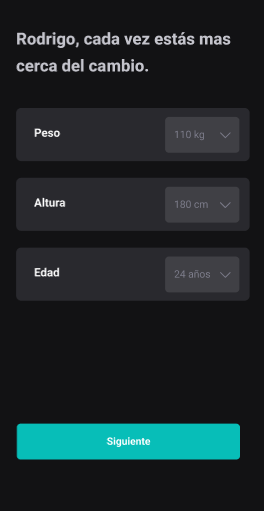 Rodrigo, cada vez estás mas
cerca del cambio.
Peso
110 kg
Altura
180 cm
Edad
24 años
Siguiente